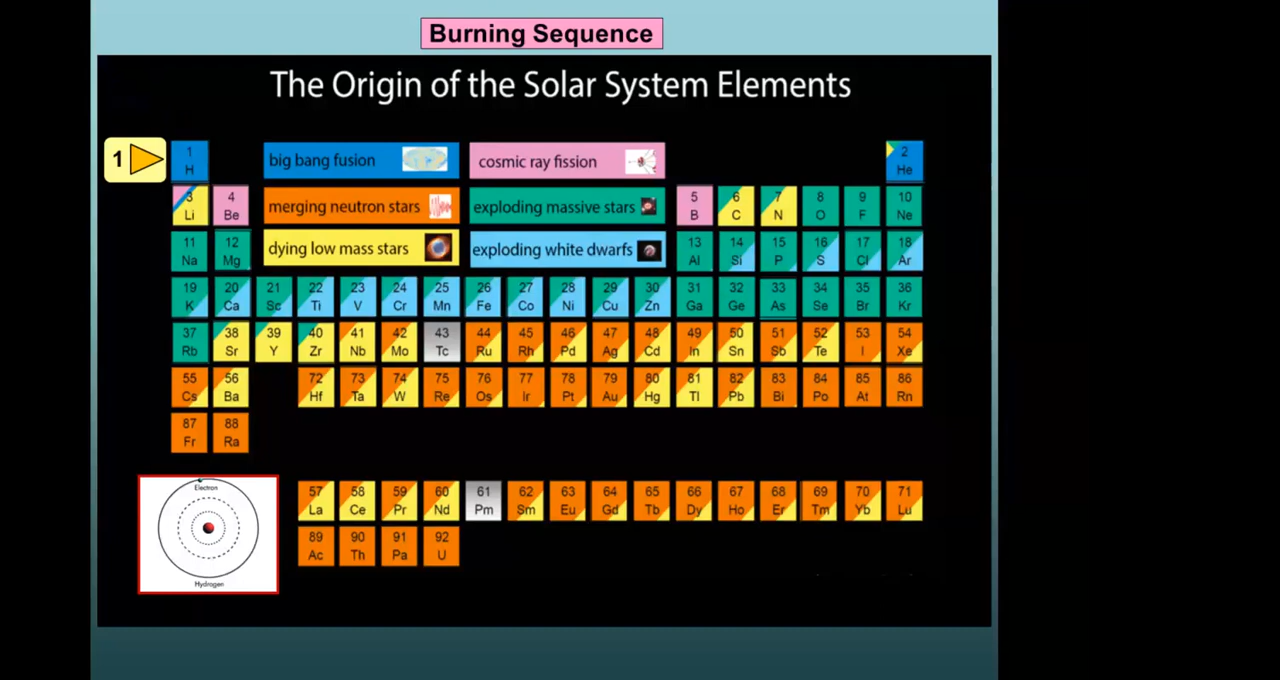 Burning Sequence
The Origin of the Solar System Elements
1
1 H
big bang fusion
cosmic ray fission
2 He
3 Li
4 Be
merging neutron stars
exploding massive stars
5 B
6 C
7 N
8 O
9 F
10 Ne
11 Na
12 Mg
dying low mass stars
exploding white dwarfs
13 Al
14 Si
15 P
16 S
17 Cl
18 Ar
19 K
20 Ca
21 Sc
22 Ti
23 V
24 Cr
25 Mn
26 Fe
27 Co
28 Ni
29 Cu
30 Zn
31 Ga
32 Ge
33 As
34 Se
35 Br
36 Kr
37 Rb
38 Sr
39 Y
40 Zr
41 Nb
42 Mo
43 Tc
44 Ru
45 Rh
46 Pd
47 Ag
48 Cd
49 In
50 Sn
51 Sb
52 Te
53 I
54 Xe
55 Cs
56 Ba
72 Hf
73 Ta
74 W
75 Re
76 Os
77 Ir
78 Pt
79 Au
80 Hg
81 Tl
82 Pb
83 Bi
84 Po
85 At
86 Rn
87 Fr
88 Ra
Electron
Hydrogen
57 La
58 Ce
59 Pr
60 Nd
61 Pm
62 Sm
63 Eu
64 Gd
65 Tb
66 Dy
67 Ho
68 Er
69 Tm
70 Yb
71 Lu
89 Ac
90 Th
91 Pa
92 U